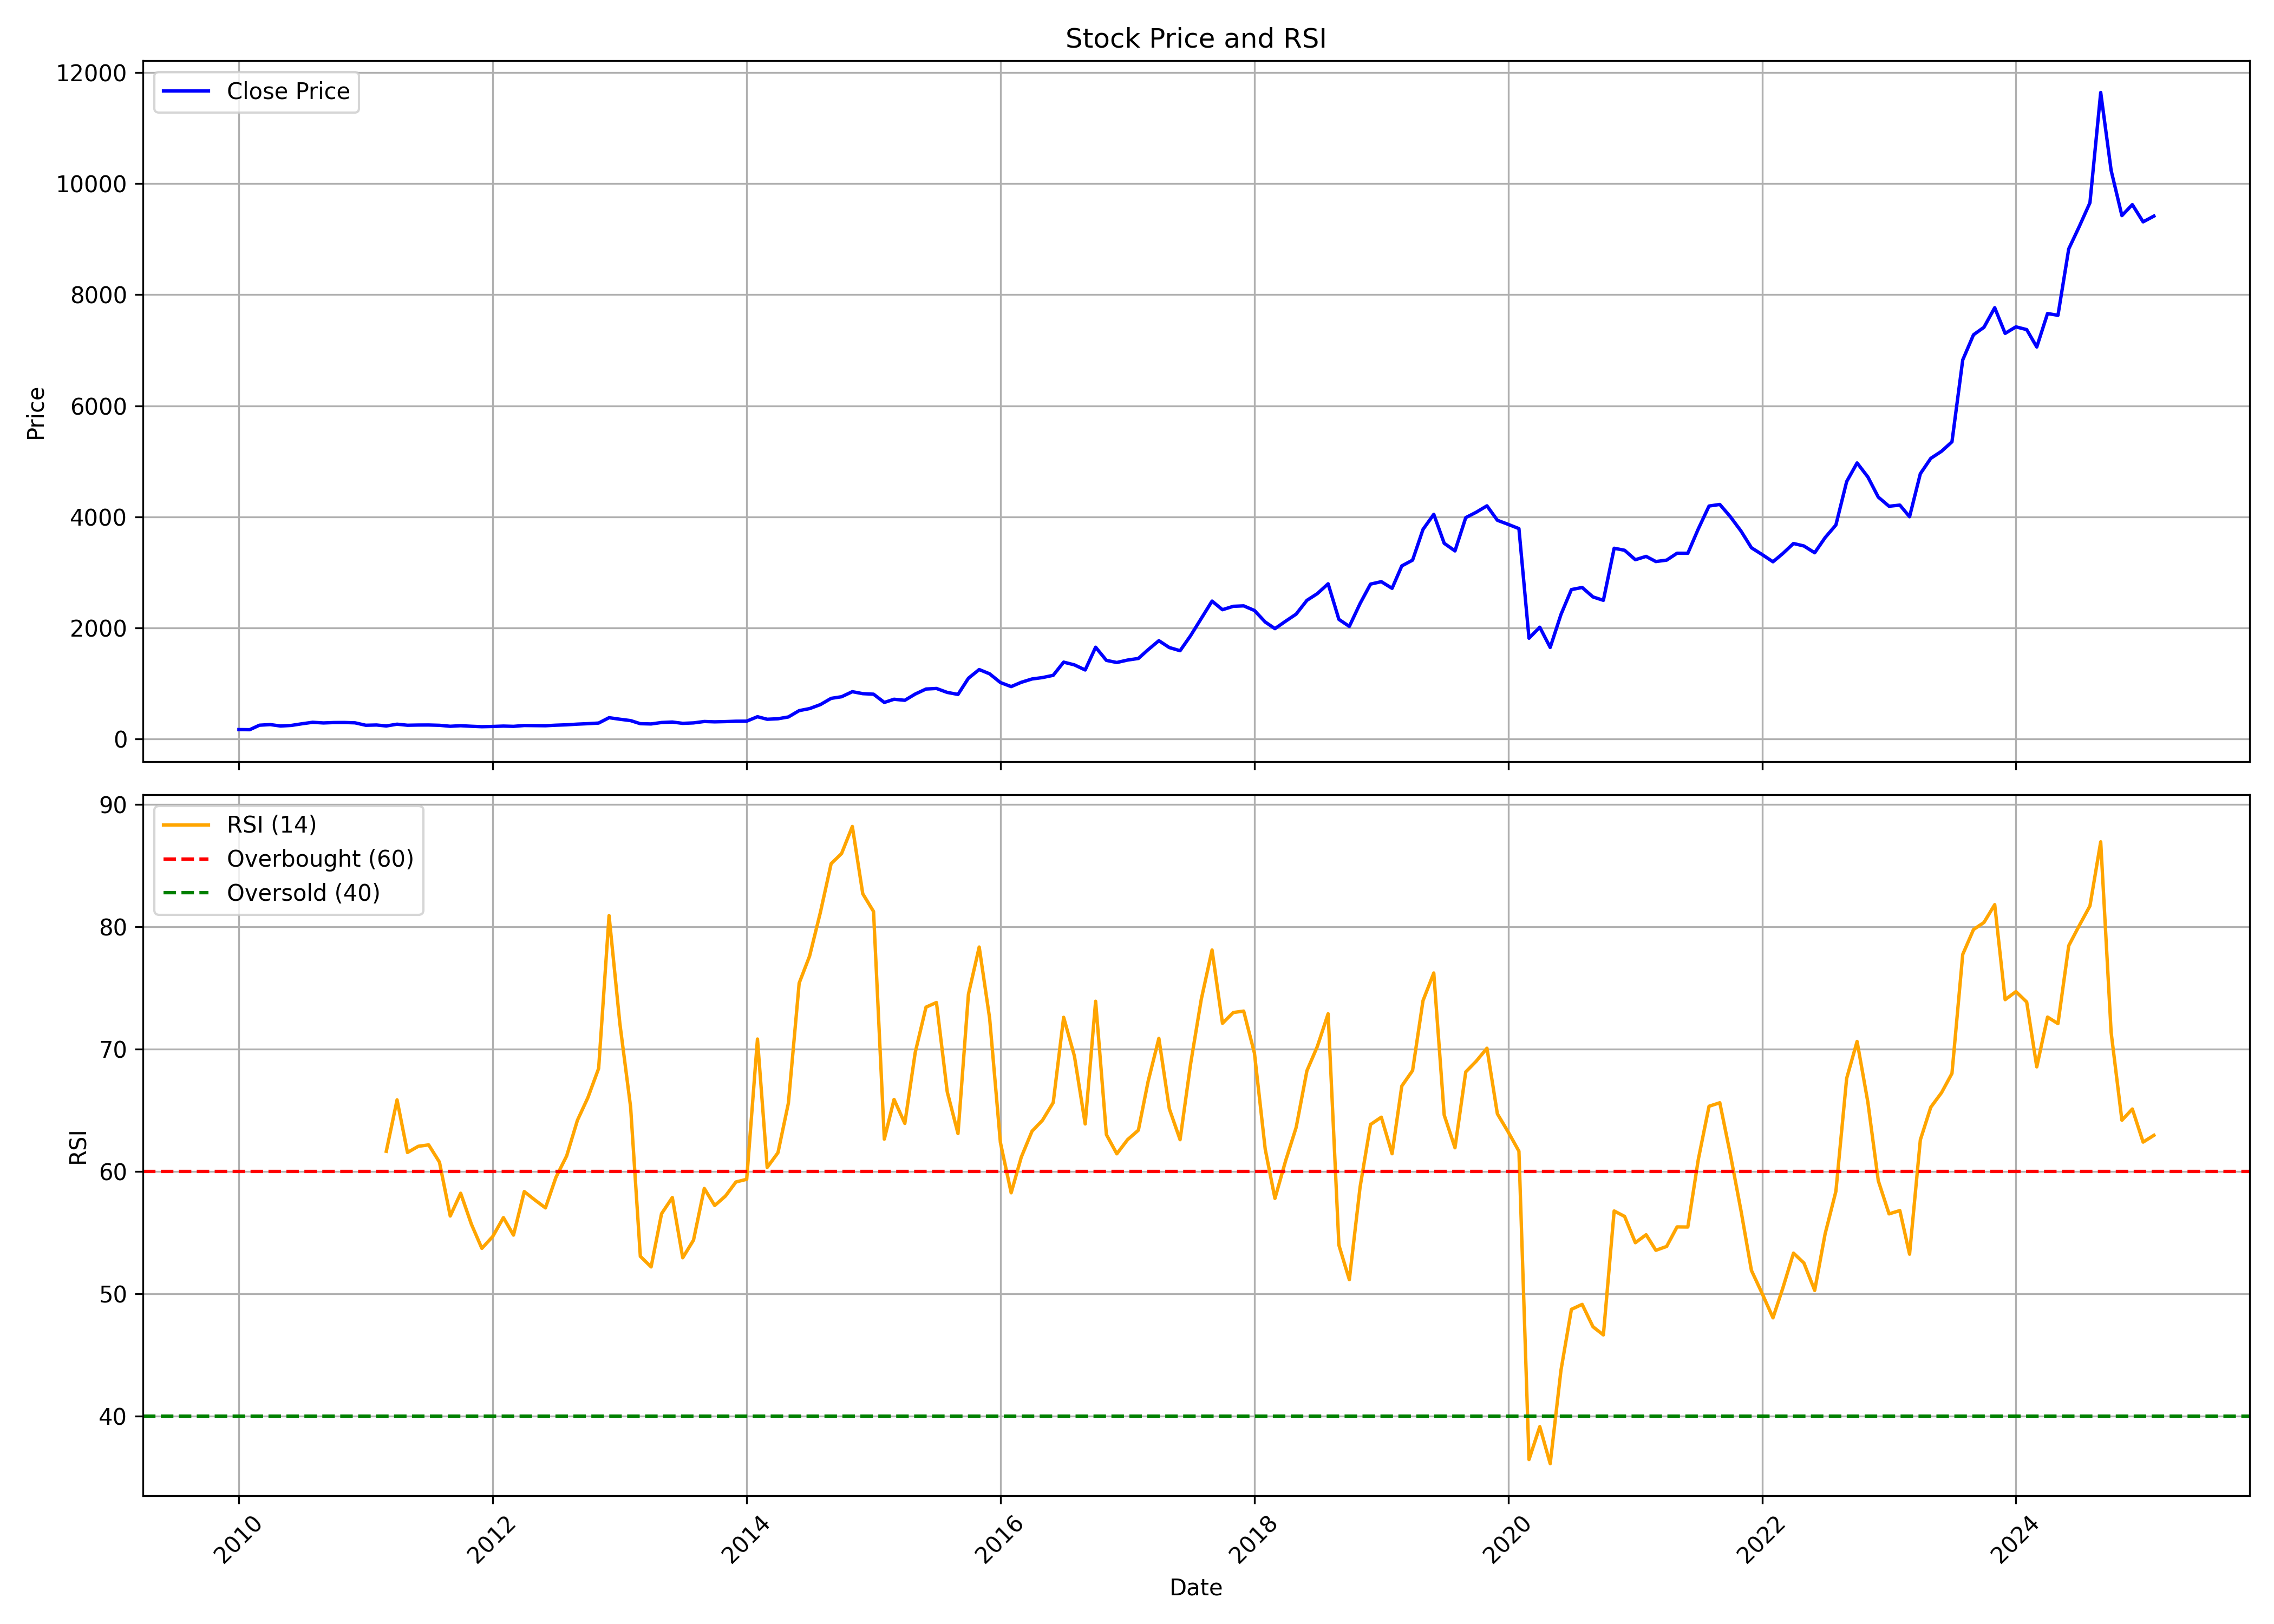 Stock Price and RSI
Close Price
12000
10000
8000
6000
4000
2000
0
Price
RSI (14)
Overbought (60)
Oversold (40)
90
80
70
60
50
40
RSI
2010
2012
2014
2016
2018
2020
2022
2024
Date